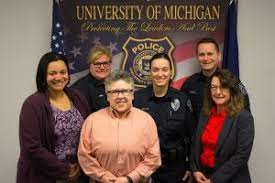 UNIVERSITY OF MICHIGAN
Protecting The Leaders And Best
POLICE